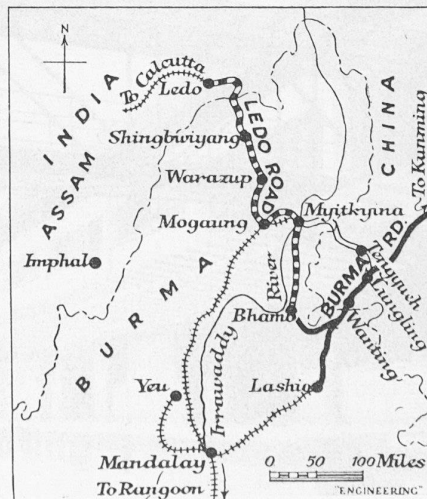 N
To Calcutta
Ledo
INDIA
ASSAM
CHINA
To Kunming
LEDO ROAD
Shingbwiyang
Warazup
Mogaung
Myitkyina
Imphal
River
Irrawaddy
BURMA RD.
Tengyueh
Lungling
Wanting
Bhamo
BURMA
Yeu
Lashio
Mandalay
To Rangoon
0 50 100 Miles
"ENGINEERING"